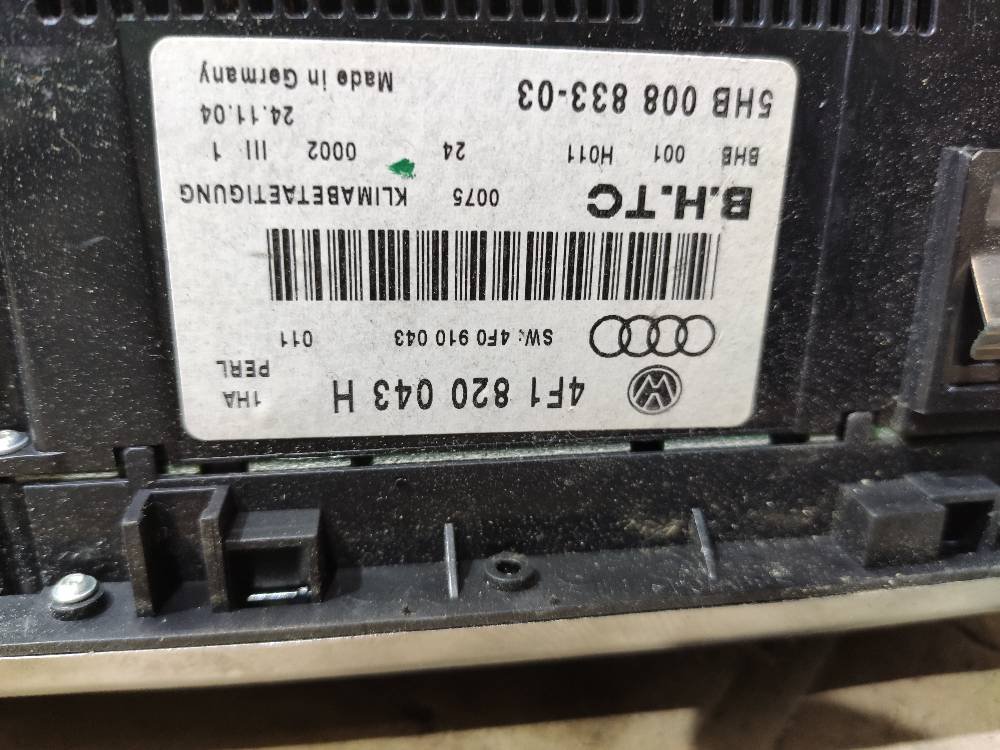 4F1 820 043 H 1HA
PERL
SW: 4F0 910 043 011
B.H.TC 0075 KLIMABETAETIGUNG
BHB 001 H011 24 0002 III 1
5HB 008 833-03 24.11.04
Made in Germany